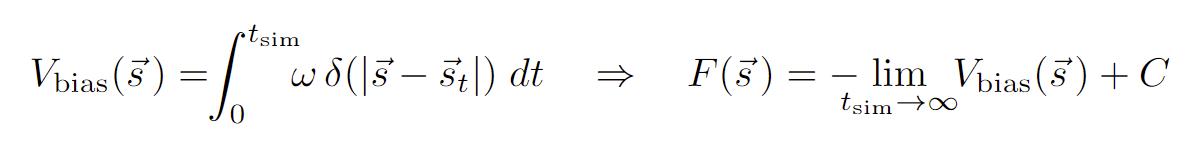 V_bias(s⃗) = ∫_0^{t_sim} ω δ(|s⃗ − s⃗_t|) dt ⇒ F(s⃗) = − lim_{t_sim→∞} V_bias(s⃗) + C